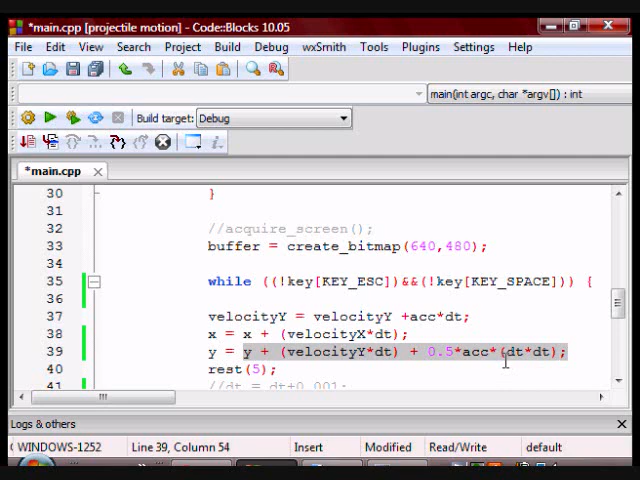 *main.cpp [projectile motion] - Code::Blocks 10.05
File Edit View Search Project Build Debug wxSmith Tools Plugins Settings Help
main(int argc, char *argv[]) : int
Build target: Debug
*main.cpp
30 }
31
32 //acquire_screen();
33 buffer = create_bitmap(640,480);
34
35 while ((!key[KEY_ESC])&&(!key[KEY_SPACE])) {
36
37 velocityY = velocityY +acc*dt;
38 x = x + (velocityX*dt);
39 y = y + (velocityY*dt) + 0.5*acc*(dt*dt);
40 rest(5);
41 //dt = dt+0.001;
Logs & others
WINDOWS-1252 Line 39, Column 54 Insert Modified Read/Write default